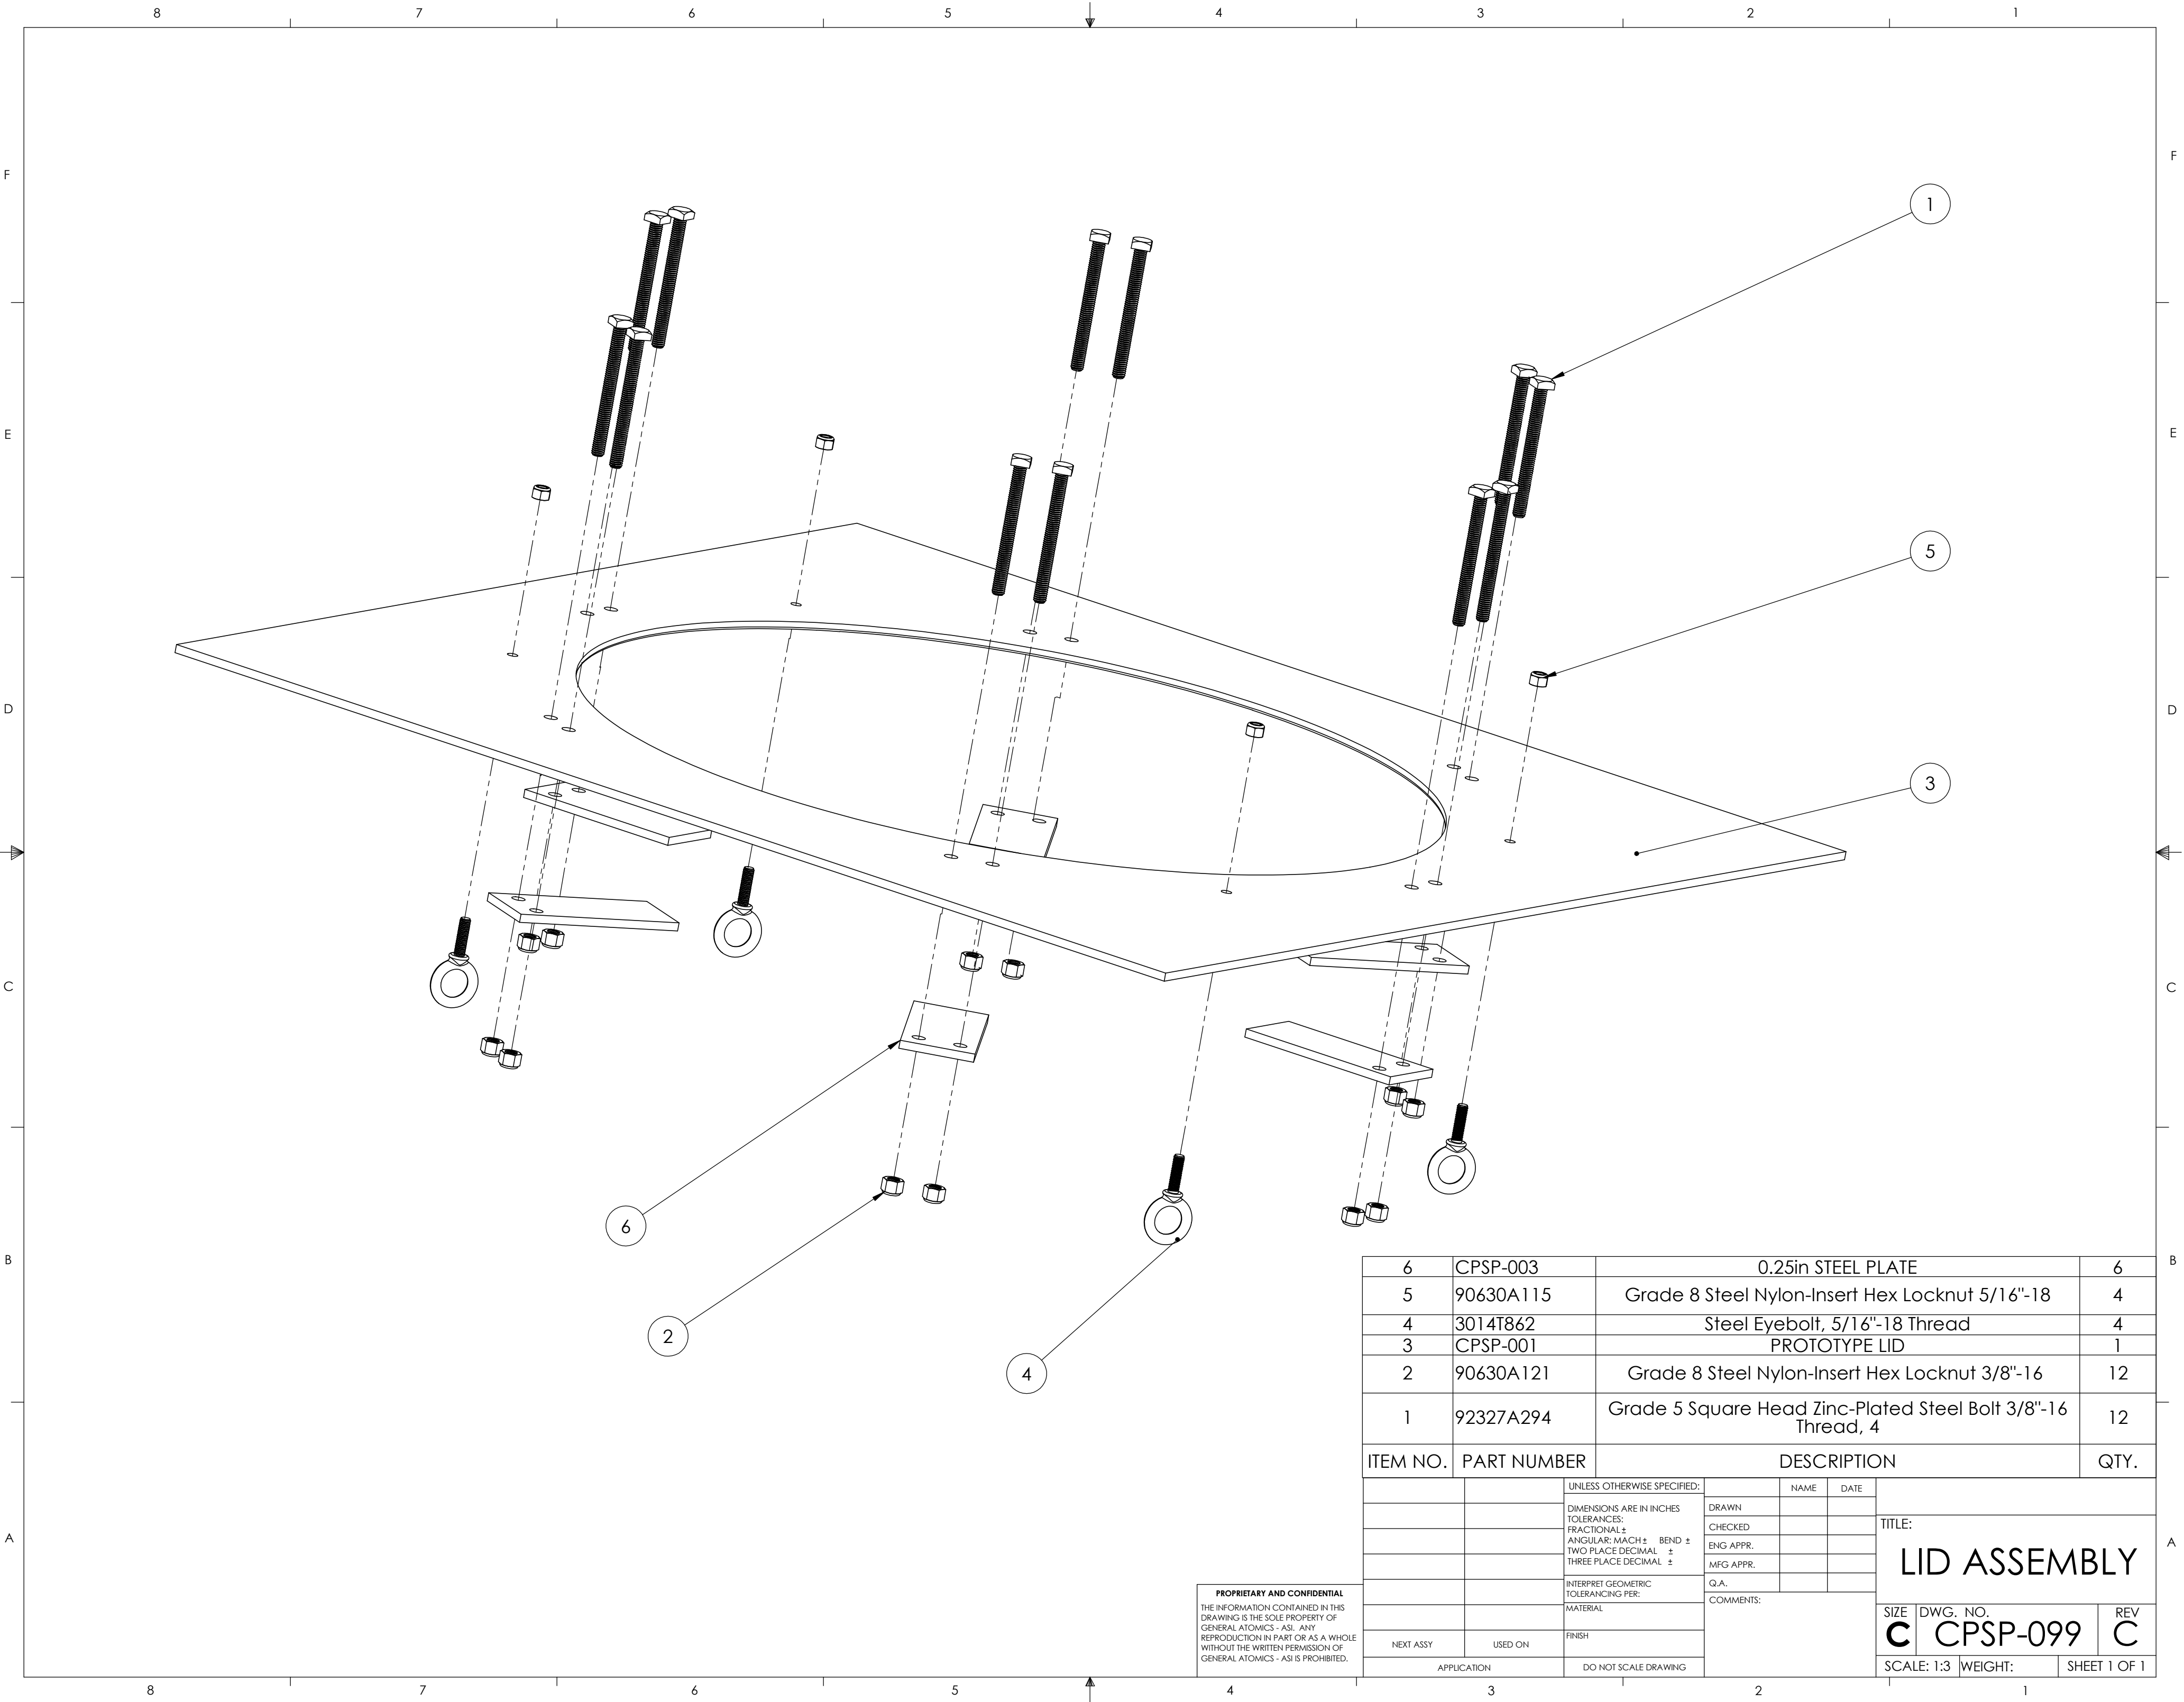 8 7 6 5 4 3 2 1
F F
E E
D D
C C
B B
A A
1
5
3
6
2
4
6 CPSP-003 0.25in STEEL PLATE 6
5 90630A115 Grade 8 Steel Nylon-Insert Hex Locknut 5/16"-18 4
4 3014T862 Steel Eyebolt, 5/16"-18 Thread 4
3 CPSP-001 PROTOTYPE LID 1
2 90630A121 Grade 8 Steel Nylon-Insert Hex Locknut 3/8"-16 12
1 92327A294 Grade 5 Square Head Zinc-Plated Steel Bolt 3/8"-16
Thread, 4 12
ITEM NO. PART NUMBER DESCRIPTION QTY.
PROPRIETARY AND CONFIDENTIAL
THE INFORMATION CONTAINED IN THIS
DRAWING IS THE SOLE PROPERTY OF
GENERAL ATOMICS - ASI. ANY
REPRODUCTION IN PART OR AS A WHOLE
WITHOUT THE WRITTEN PERMISSION OF
GENERAL ATOMICS - ASI IS PROHIBITED.
NEXT ASSY USED ON
APPLICATION
UNLESS OTHERWISE SPECIFIED:
DIMENSIONS ARE IN INCHES
TOLERANCES:
FRACTIONAL ±
ANGULAR: MACH ± BEND ±
TWO PLACE DECIMAL ±
THREE PLACE DECIMAL ±
INTERPRET GEOMETRIC
TOLERANCING PER:
MATERIAL
FINISH
DO NOT SCALE DRAWING
NAME DATE
DRAWN
CHECKED
ENG APPR.
MFG APPR.
Q.A.
COMMENTS:
TITLE:
LID ASSEMBLY
SIZE DWG. NO. REV
C CPSP-099 C
SCALE: 1:3 WEIGHT: SHEET 1 OF 1
8 7 6 5 4 3 2 1